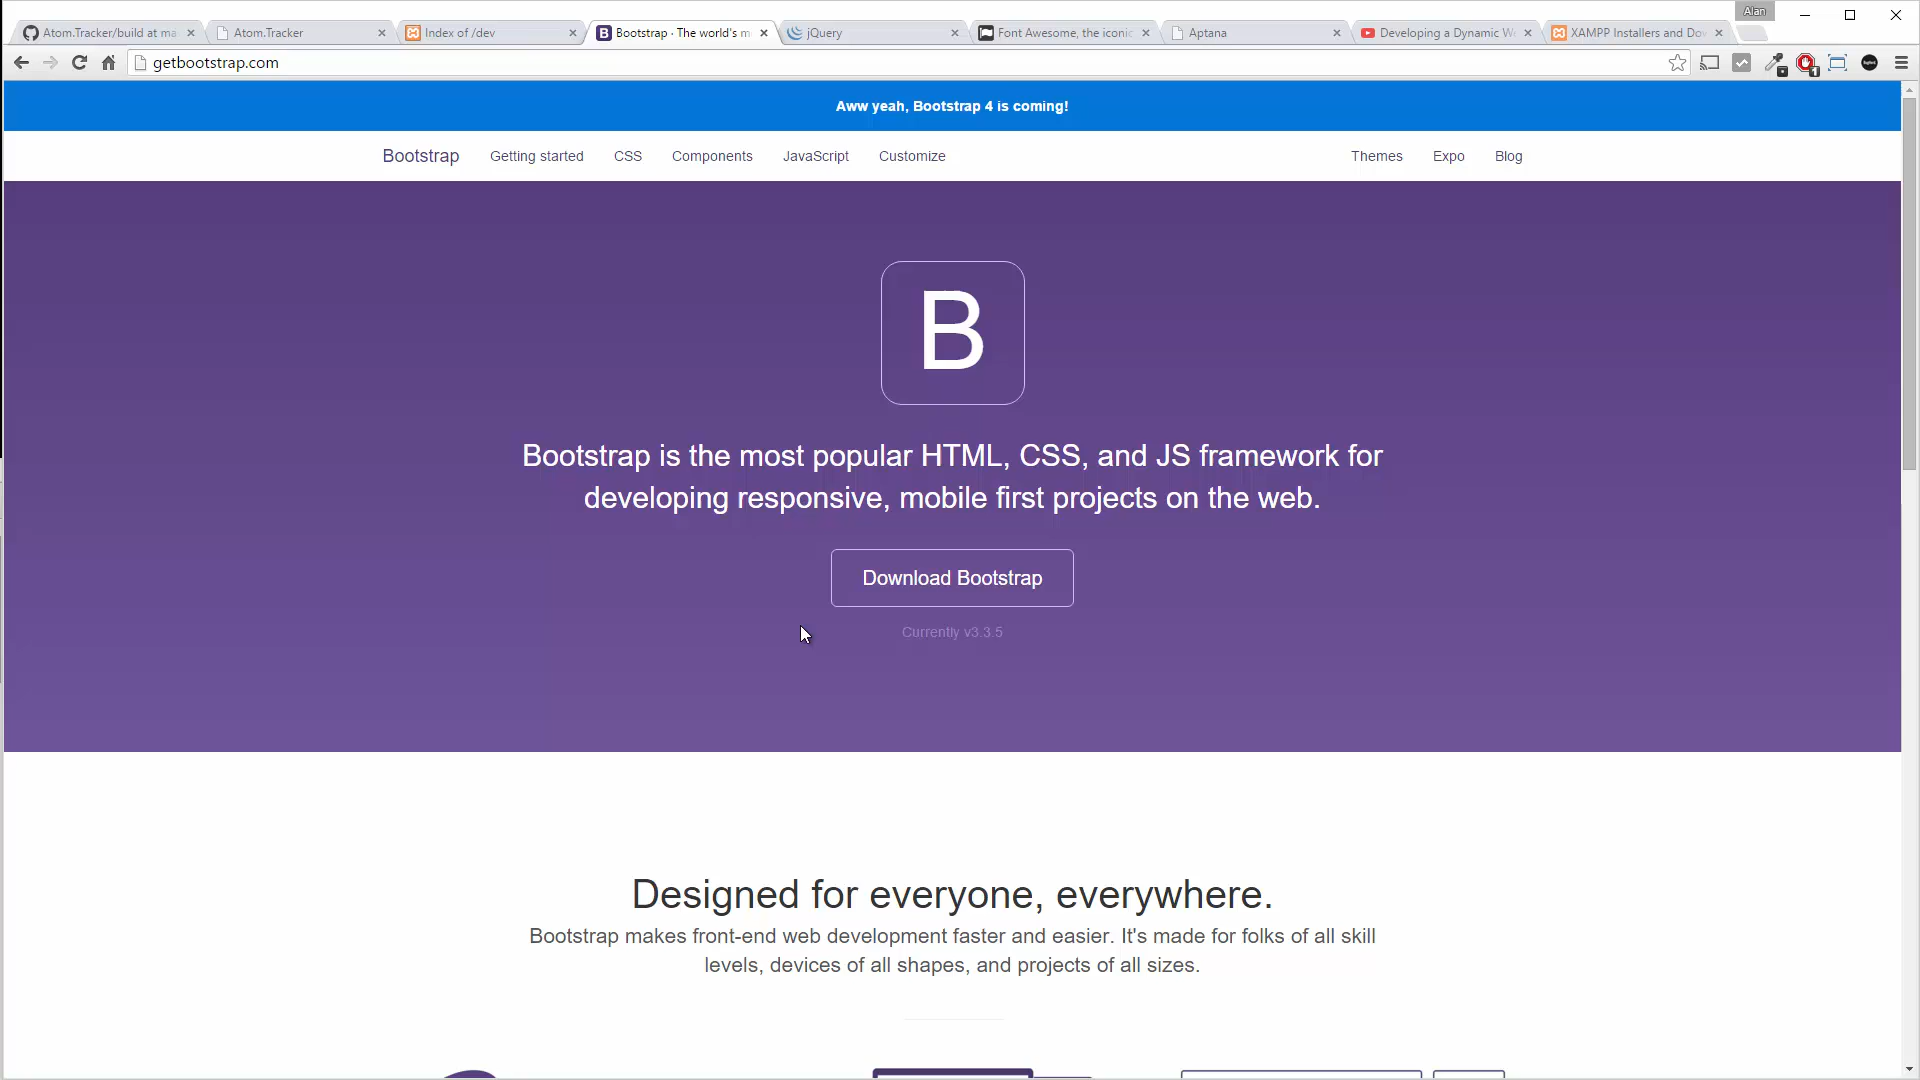 Alan
Atom.Tracker/build at ma
Atom.Tracker
Index of /dev
Bootstrap · The world's m
jQuery
Font Awesome, the iconic
Aptana
Developing a Dynamic W
XAMPP Installers and Dov
getbootstrap.com
Aww yeah, Bootstrap 4 is coming!
Bootstrap Getting started CSS Components JavaScript Customize Themes Expo Blog
B
Bootstrap is the most popular HTML, CSS, and JS framework for
developing responsive, mobile first projects on the web.
Download Bootstrap
Currently v3.3.5
Designed for everyone, everywhere.
Bootstrap makes front-end web development faster and easier. It's made for folks of all skill
levels, devices of all shapes, and projects of all sizes.